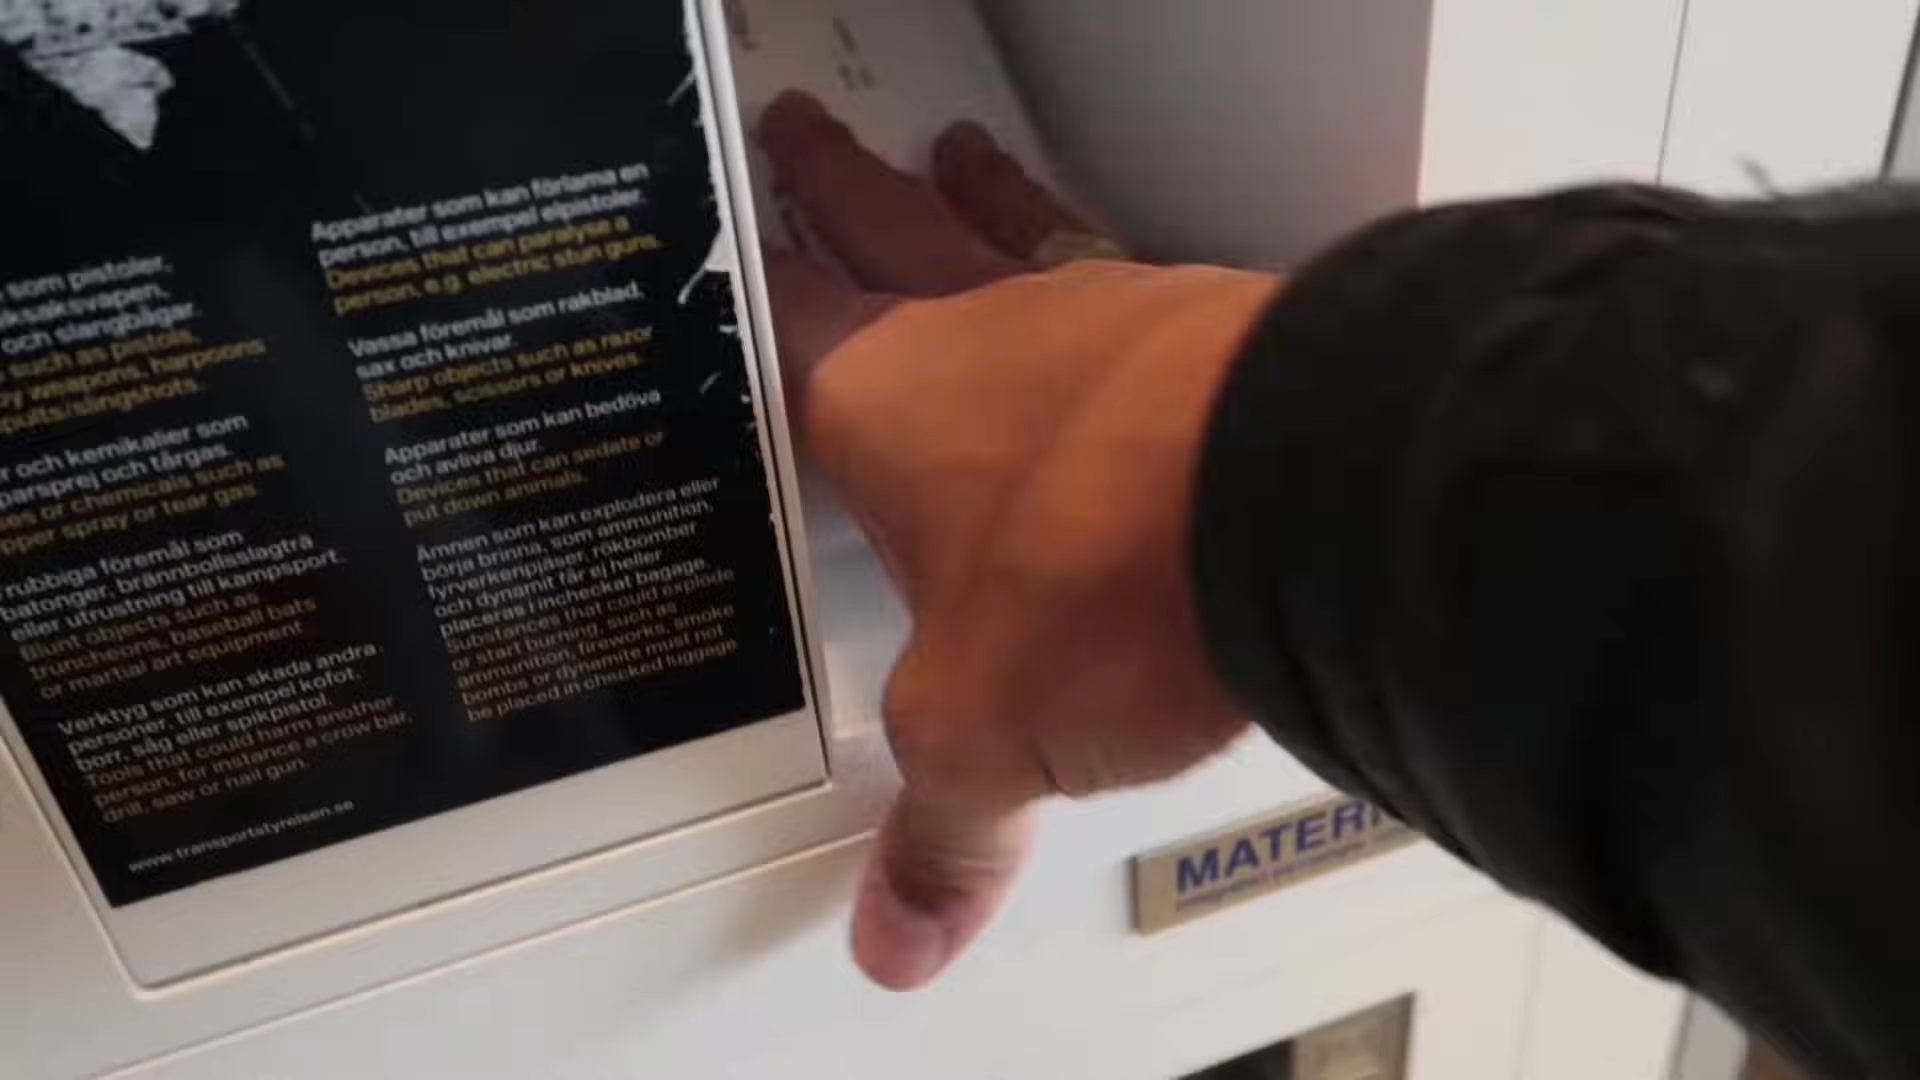 som pistoler,
och slangbågar.
such as pistols,
weapons, harpoons
och kemikalier som
och tårgas.
or chemicals such as
spray or tear gas.
föremål som
batonger, brännbollsslagträ
eller utrustning till kampsport.
Blunt objects such as
truncheons, baseball bats
or martial art equipment
Verktyg som kan skada andra
personer, till exempel kofot,
borr, såg eller spikpistol.
Tools that could harm another
person, for instance a crow bar,
drill, saw or nail gun.
www.transportstyrelsen.se
Apparater som kan förlama en
person, till exempel elpistoler.
Devices that can paralyse a
person, e.g. electric stun guns.
Vassa föremål som rakblad,
sax och knivar.
Sharp objects such as razor
blades, scissors or knives.
Apparater som kan bedöva
och avliva djur.
Devices that can sedate or
put down animals.
Ämnen som kan explodera eller
börja brinna, som ammunition,
fyrverkeripjäser, rökbomber
och dynamit får ej heller
placeras i incheckat bagage.
Substances that could explode
or start burning, such as
ammunition, fireworks, smoke
bombs or dynamite must not
be placed in checked luggage.